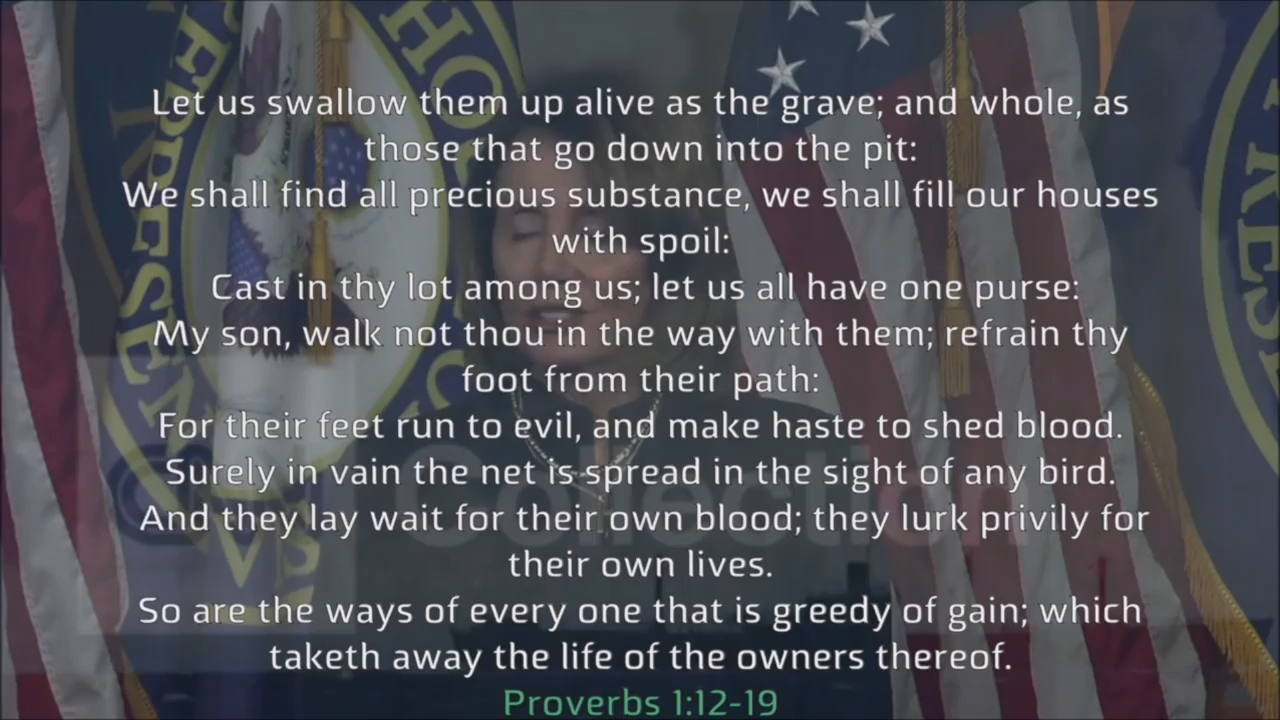 Let us swallow them up alive as the grave; and whole, as
those that go down into the pit:
We shall find all precious substance, we shall fill our houses
with spoil:
Cast in thy lot among us; let us all have one purse:
My son, walk not thou in the way with them; refrain thy
foot from their path:
For their feet run to evil, and make haste to shed blood.
Surely in vain the net is spread in the sight of any bird.
And they lay wait for their own blood; they lurk privily for
their own lives.
So are the ways of every one that is greedy of gain; which
taketh away the life of the owners thereof.
Proverbs 1:12-19
Collection